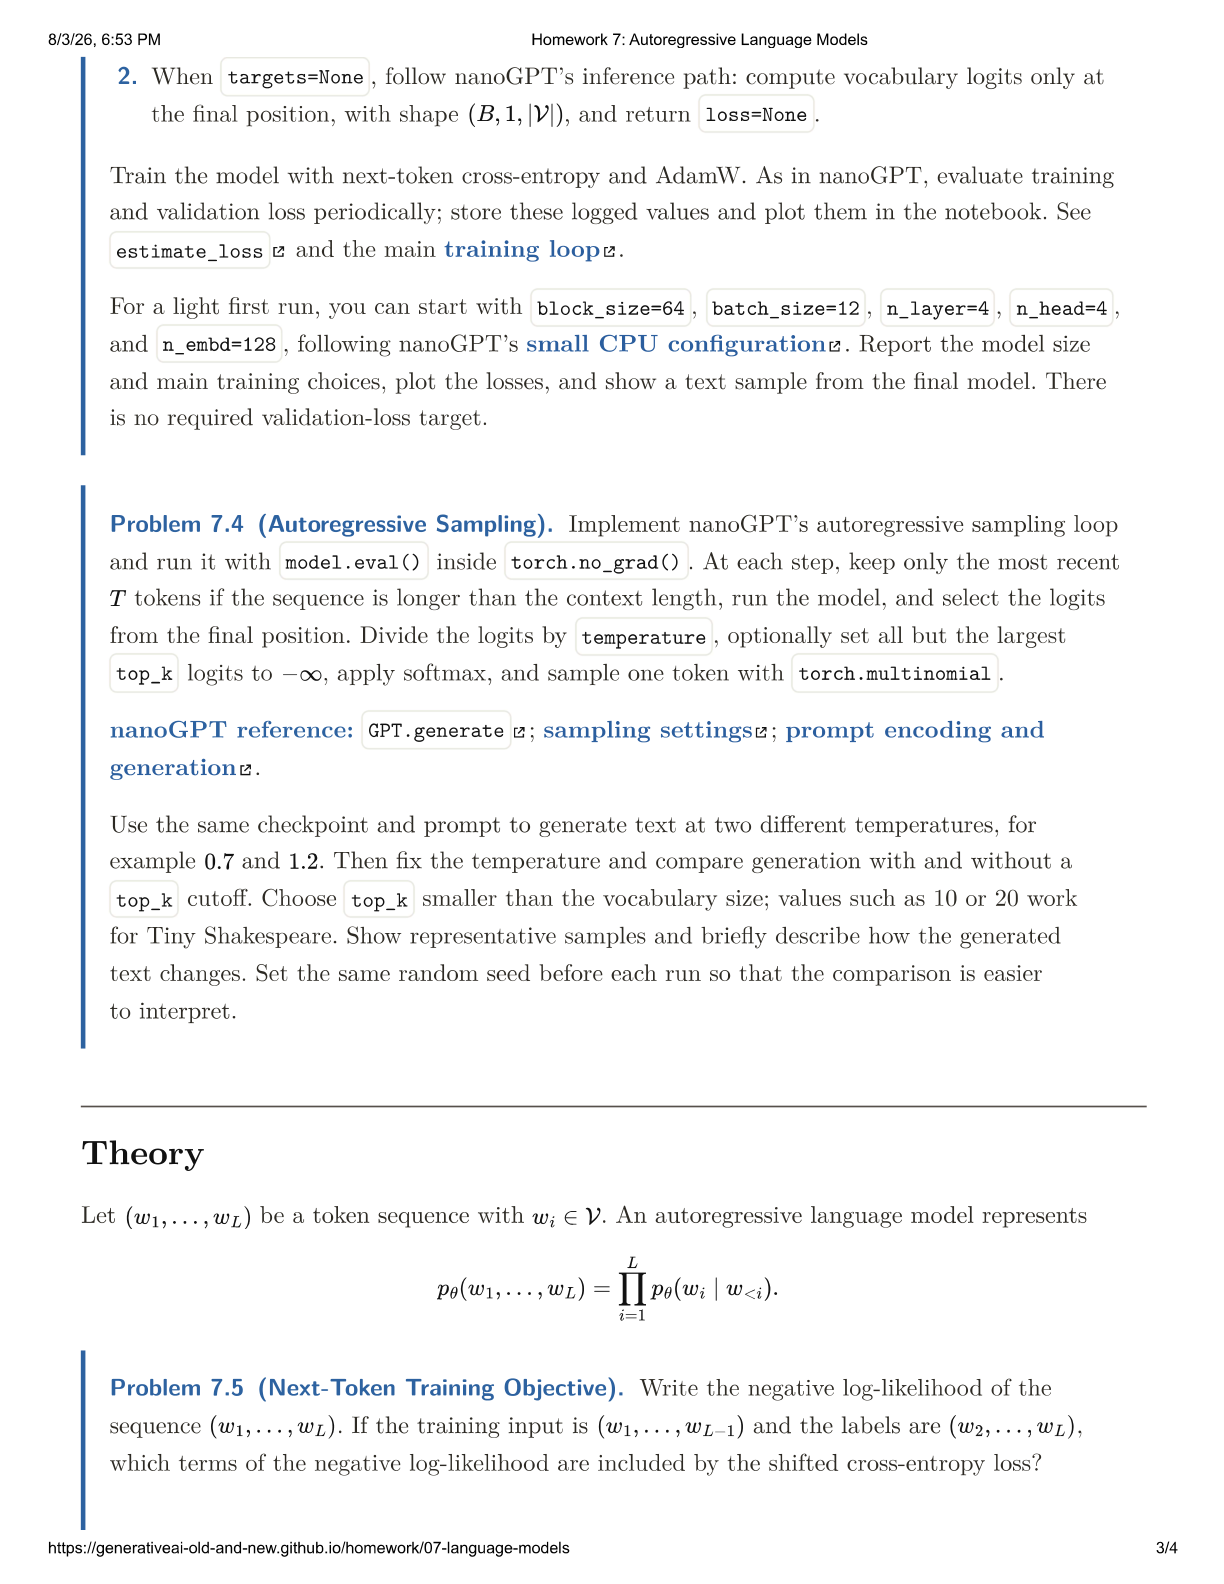 8/3/26, 6:53 PM Homework 7: Autoregressive Language Models
2. When targets=None, follow nanoGPT's inference path: compute vocabulary logits only at
the final position, with shape (B, 1, |𝒱|), and return loss=None.
Train the model with next-token cross-entropy and AdamW. As in nanoGPT, evaluate training
and validation loss periodically; store these logged values and plot them in the notebook. See
estimate_loss and the main training loop.
For a light first run, you can start with block_size=64, batch_size=12, n_layer=4, n_head=4,
and n_embd=128, following nanoGPT's small CPU configuration. Report the model size
and main training choices, plot the losses, and show a text sample from the final model. There
is no required validation-loss target.
Problem 7.4 (Autoregressive Sampling). Implement nanoGPT's autoregressive sampling loop
and run it with model.eval() inside torch.no_grad(). At each step, keep only the most recent
T tokens if the sequence is longer than the context length, run the model, and select the logits
from the final position. Divide the logits by temperature, optionally set all but the largest
top_k logits to −∞, apply softmax, and sample one token with torch.multinomial.
nanoGPT reference: GPT.generate; sampling settings; prompt encoding and
generation.
Use the same checkpoint and prompt to generate text at two different temperatures, for
example 0.7 and 1.2. Then fix the temperature and compare generation with and without a
top_k cutoff. Choose top_k smaller than the vocabulary size; values such as 10 or 20 work
for Tiny Shakespeare. Show representative samples and briefly describe how the generated
text changes. Set the same random seed before each run so that the comparison is easier
to interpret.
Theory
Let (w₁, …, w_L) be a token sequence with w_i ∈ 𝒱. An autoregressive language model represents
p_θ(w₁, …, w_L) = ∏_{i=1}^{L} p_θ(w_i | w_{<i}).
Problem 7.5 (Next-Token Training Objective). Write the negative log-likelihood of the
sequence (w₁, …, w_L). If the training input is (w₁, …, w_{L−1}) and the labels are (w₂, …, w_L),
which terms of the negative log-likelihood are included by the shifted cross-entropy loss?
https://generativeai-old-and-new.github.io/homework/07-language-models 3/4